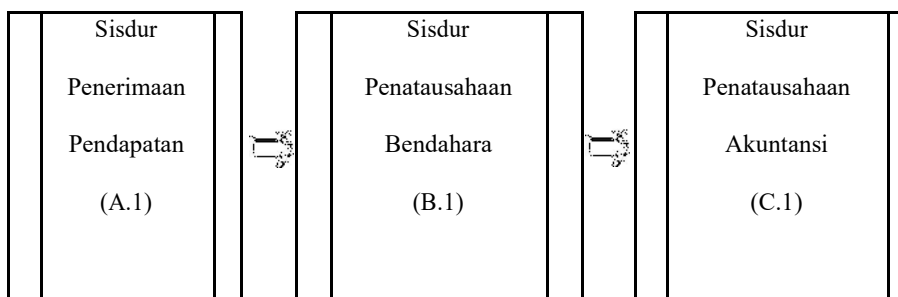 Sisdur
Penerimaan
Pendapatan
(A.1)
Sisdur
Penatausahaan
Bendahara
(B.1)
Sisdur
Penatausahaan
Akuntansi
(C.1)